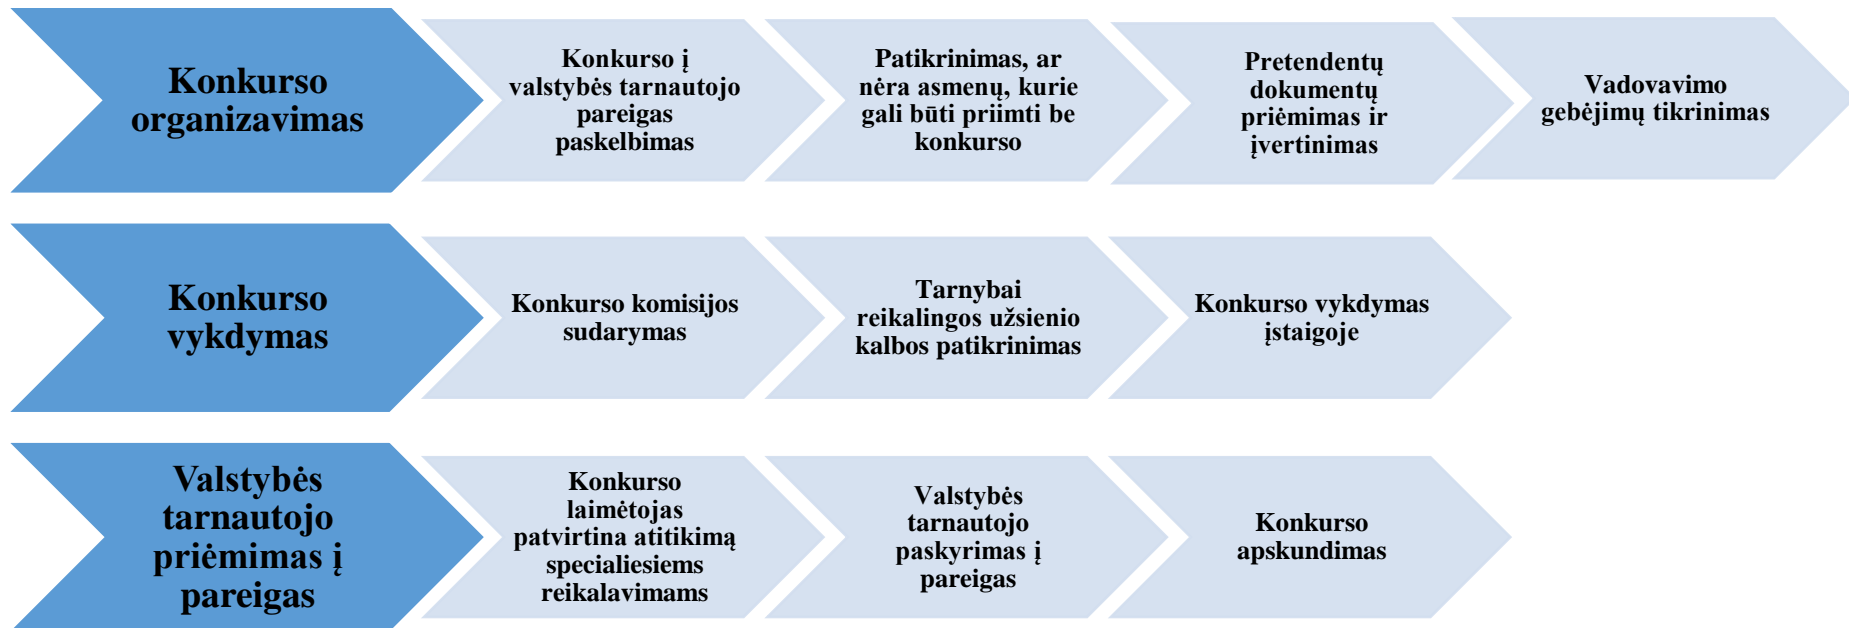 Konkurso
organizavimas
Konkurso į
valstybės tarnautojo
pareigas
paskelbimas
Patikrinimas, ar
nėra asmenų, kurie
gali būti priimti be
konkurso
Pretendentų
dokumentų
priėmimas ir
įvertinimas
Vadovavimo
gebėjimų tikrinimas
Konkurso
vykdymas
Konkurso komisijos
sudarymas
Tarnybai
reikalingos užsienio
kalbos patikrinimas
Konkurso vykdymas
įstaigoje
Valstybės
tarnautojo
priėmimas į
pareigas
Konkurso
laimėtojas
patvirtina atitikimą
specialiesiems
reikalavimams
Valstybės
tarnautojo
paskyrimas į
pareigas
Konkurso
apskundimas